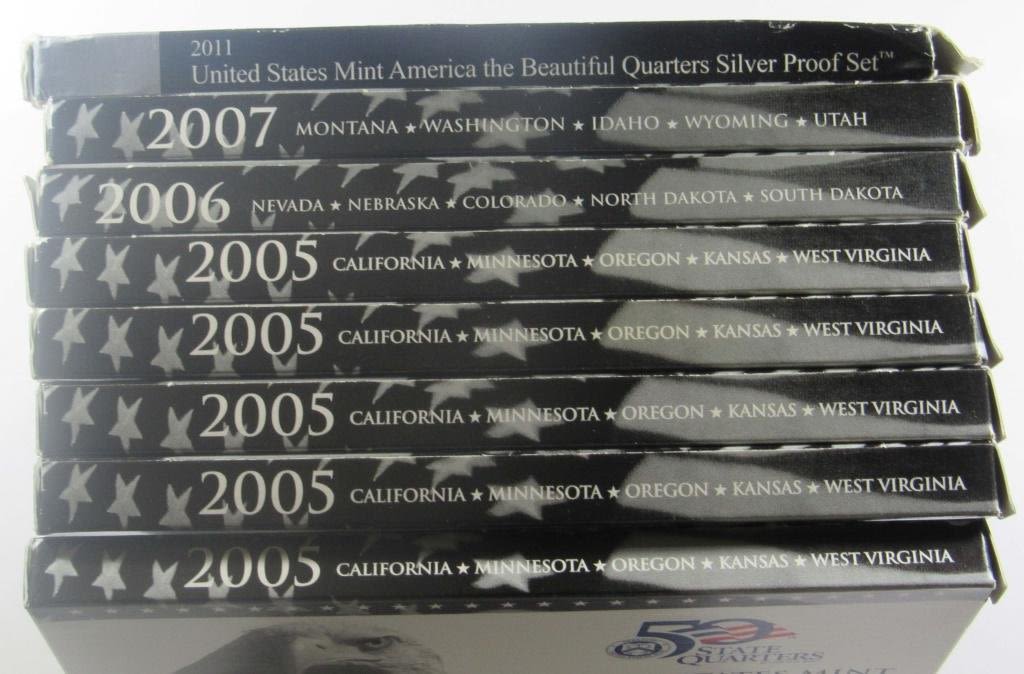 2011
United States Mint America the Beautiful Quarters Silver Proof Set™
2007 MONTANA ★ WASHINGTON ★ IDAHO ★ WYOMING ★ UTAH
2006 NEVADA ★ NEBRASKA ★ COLORADO ★ NORTH DAKOTA ★ SOUTH DAKOTA
2005 CALIFORNIA ★ MINNESOTA ★ OREGON ★ KANSAS ★ WEST VIRGINIA
2005 CALIFORNIA ★ MINNESOTA ★ OREGON ★ KANSAS ★ WEST VIRGINIA
2005 CALIFORNIA ★ MINNESOTA ★ OREGON ★ KANSAS ★ WEST VIRGINIA
2005 CALIFORNIA ★ MINNESOTA ★ OREGON ★ KANSAS ★ WEST VIRGINIA
2005 CALIFORNIA ★ MINNESOTA ★ OREGON ★ KANSAS ★ WEST VIRGINIA
50
STATE
QUARTERS
MINT